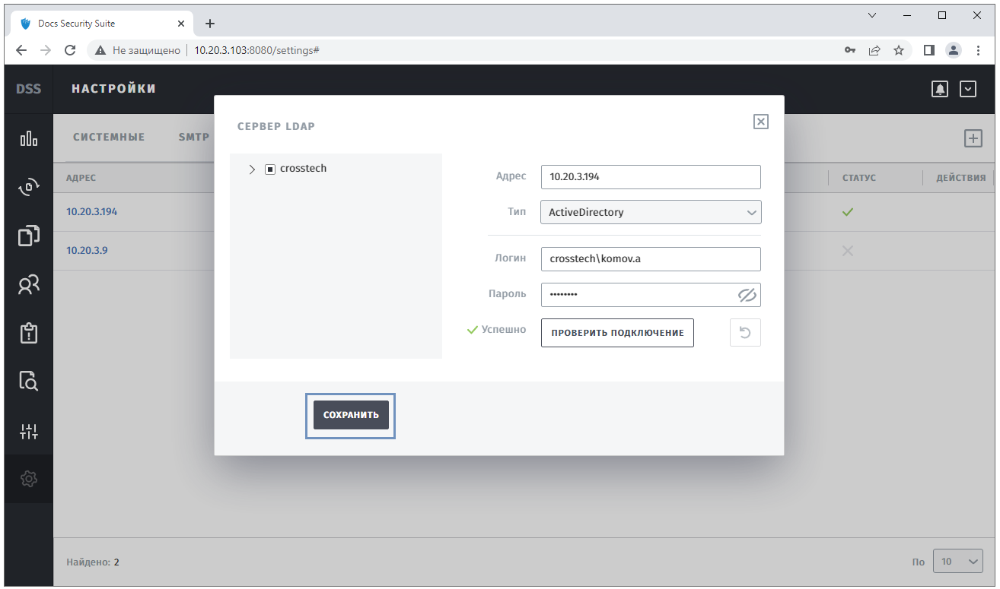 Docs Security Suite
Не защищено 10.20.3.103:8080/settings#
DSS НАСТРОЙКИ
СИСТЕМНЫЕ SMTP
АДРЕС СТАТУС ДЕЙСТВИЯ
10.20.3.194
10.20.3.9
СЕРВЕР LDAP
crosstech
Адрес 10.20.3.194
Тип ActiveDirectory
Логин crosstech\komov.a
Пароль ••••••••
Успешно ПРОВЕРИТЬ ПОДКЛЮЧЕНИЕ
СОХРАНИТЬ
Найдено: 2 По 10